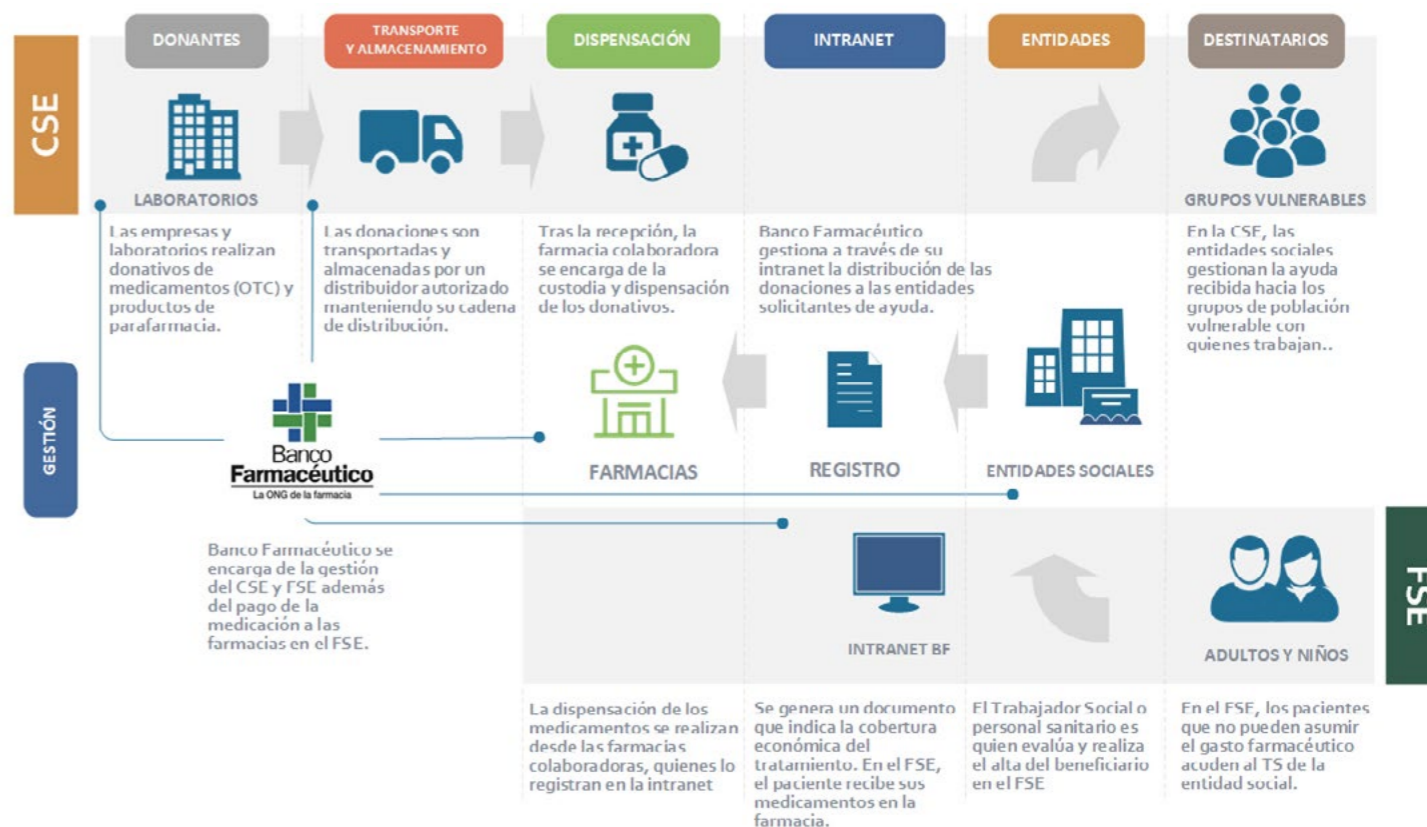 DONANTES
TRANSPORTE
Y ALMACENAMIENTO
DISPENSACIÓN
INTRANET
ENTIDADES
DESTINATARIOS
CSE
LABORATORIOS
GRUPOS VULNERABLES
Las empresas y
laboratorios realizan
donativos de
medicamentos (OTC) y
productos de
parafarmacia.
Las donaciones son
transportadas y
almacenadas por un
distribuidor autorizado
manteniendo su cadena
de distribución.
Tras la recepción, la
farmacia colaboradora
se encarga de la
custodia y dispensación
de los donativos.
Banco Farmacéutico
gestiona a través de su
intranet la distribución de las
donaciones a las entidades
solicitantes de ayuda.
En la CSE, las
entidades sociales
gestionan la ayuda
recibida hacia los
grupos de población
vulnerable con
quienes trabajan..
GESTIÓN
Banco
Farmacéutico
La ONG de la farmacia
FARMACIAS
REGISTRO
ENTIDADES SOCIALES
Banco Farmacéutico se
encarga de la gestión
del CSE y FSE además
del pago de la
medicación a las
farmacias en el FSE.
INTRANET BF
ADULTOS Y NIÑOS
FSE
La dispensación de los
medicamentos se realizan
desde las farmacias
colaboradoras, quienes lo
registran en la intranet
Se genera un documento
que indica la cobertura
económica del
tratamiento. En el FSE,
el paciente recibe sus
medicamentos en la
farmacia.
El Trabajador Social o
personal sanitario es
quien evalúa y realiza
el alta del beneficiario
en el FSE
En el FSE, los pacientes
que no pueden asumir
el gasto farmacéutico
acuden al TS de la
entidad social.